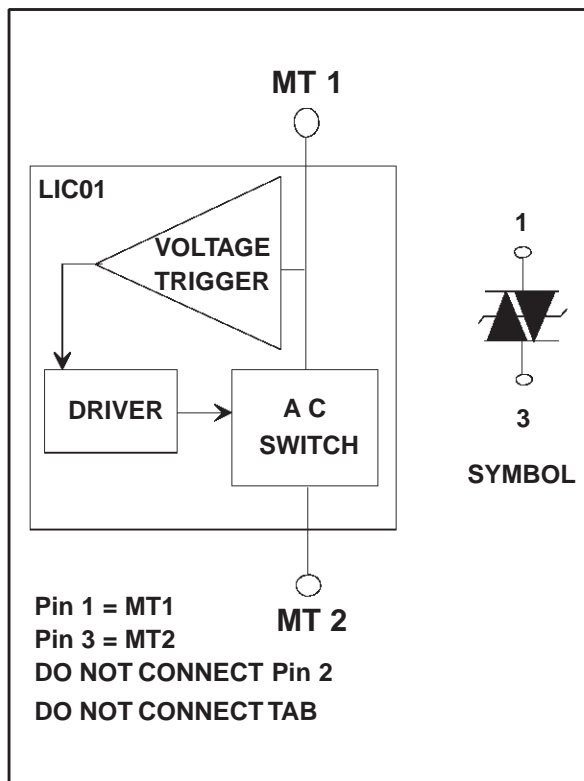 MT 1
LIC01
VOLTAGE
TRIGGER
DRIVER
A C
SWITCH
MT 2
1
3
SYMBOL
Pin 1 = MT1
Pin 3 = MT2
DO NOT CONNECT Pin 2
DO NOT CONNECT TAB